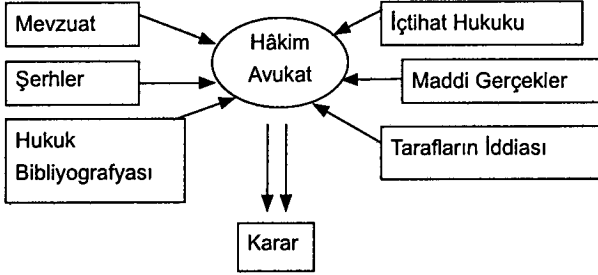 Mevzuat
İçtihat Hukuku
Hâkim
Avukat
Şerhler
Maddi Gerçekler
Hukuk
Bibliyografyası
Tarafların İddiası
Karar